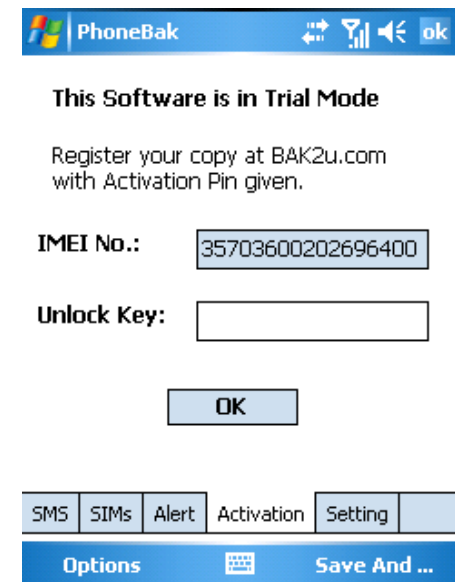 PhoneBak
ok
This Software is in Trial Mode
Register your copy at BAK2u.com
with Activation Pin given.
IMEI No.:
35703600202696400
Unlock Key:
OK
SMS SIMs Alert Activation Setting
Options Save And ...